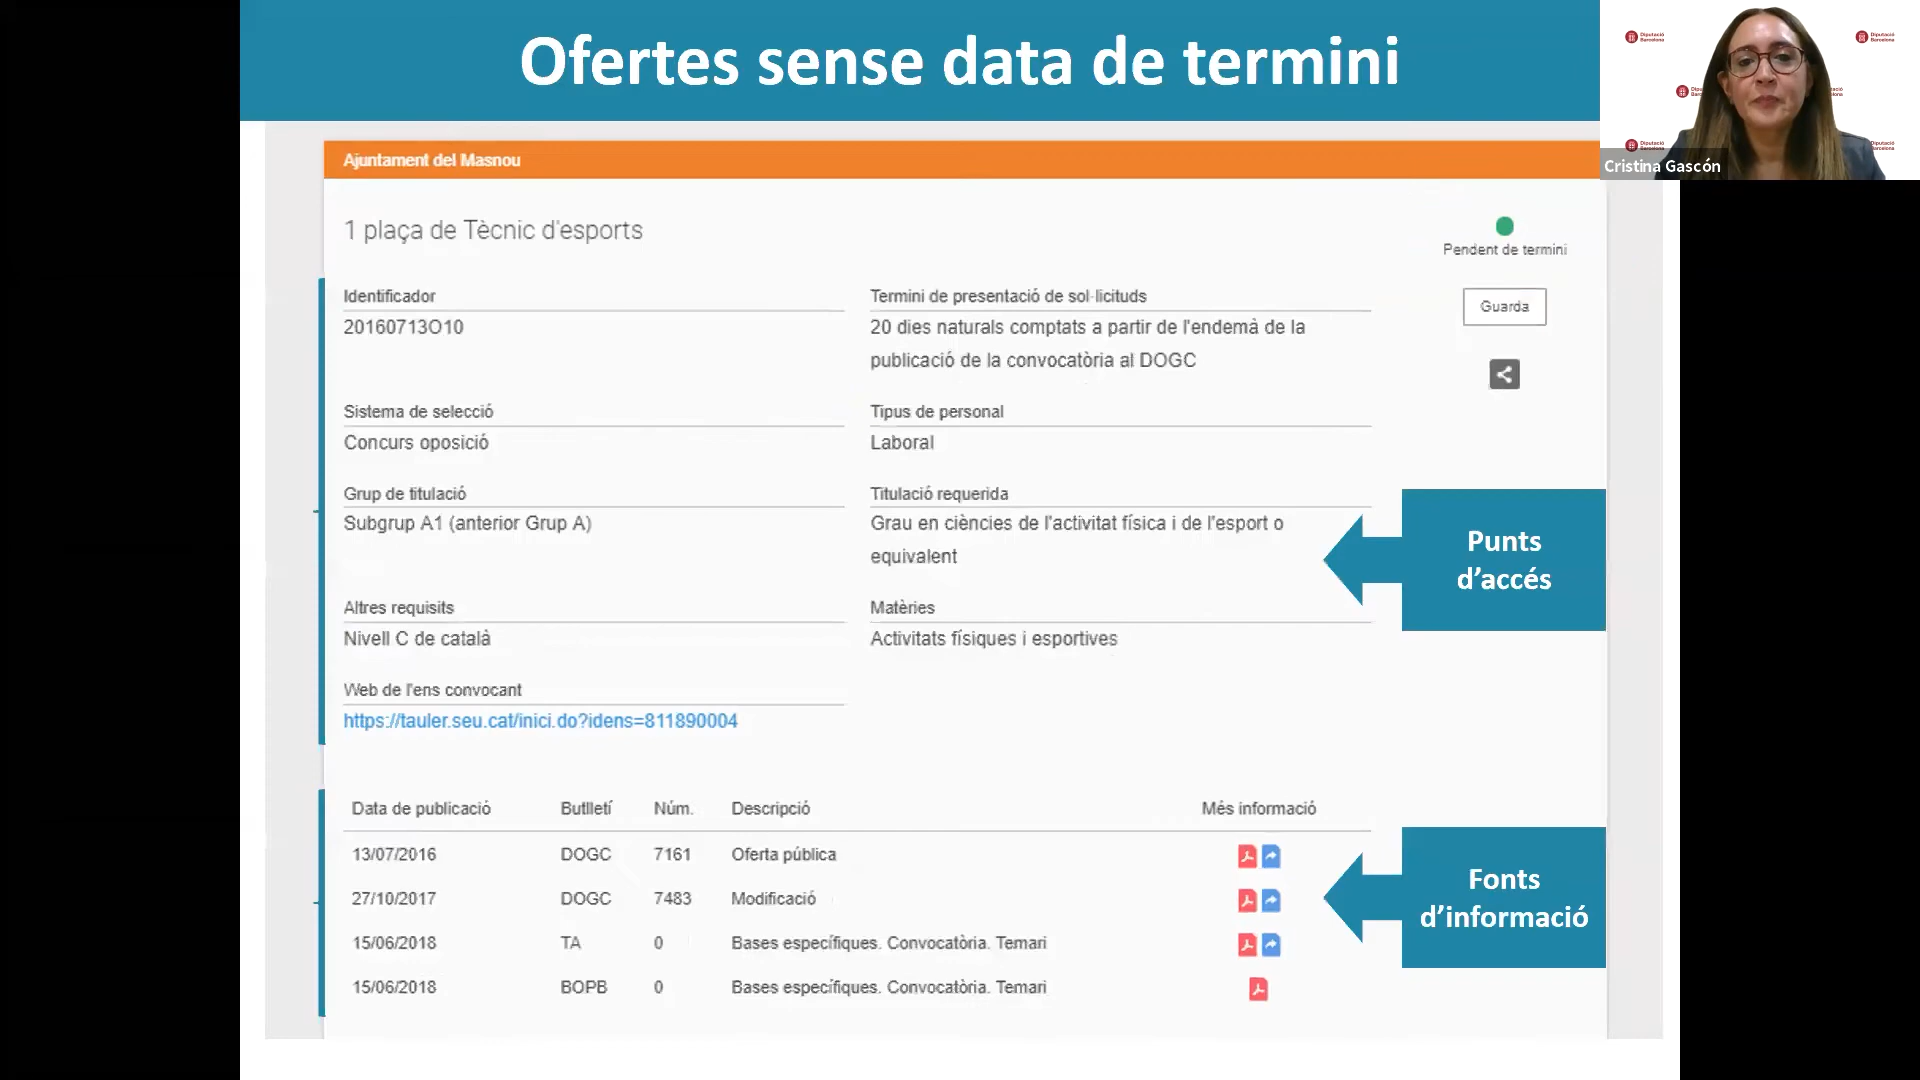 Ofertes sense data de termini
Diputació
Barcelona
Diputació
Barcelona
Cristina Gascón
Ajuntament del Masnou
1 plaça de Tècnic d'esports
Pendent de termini
Guarda
Identificador
20160713O10
Termini de presentació de sol·licituds
20 dies naturals comptats a partir de l'endemà de la
publicació de la convocatòria al DOGC
Sistema de selecció
Concurs oposició
Tipus de personal
Laboral
Grup de titulació
Subgrup A1 (anterior Grup A)
Titulació requerida
Grau en ciències de l'activitat física i de l'esport o
equivalent
Punts
d’accés
Altres requisits
Nivell C de català
Matèries
Activitats físiques i esportives
Web de l'ens convocant
https://tauler.seu.cat/inici.do?idens=811890004
Data de publicació Butlletí Núm. Descripció Més informació
13/07/2016 DOGC 7161 Oferta pública
27/10/2017 DOGC 7483 Modificació
15/06/2018 TA 0 Bases específiques. Convocatòria. Temari
15/06/2018 BOPB 0 Bases específiques. Convocatòria. Temari
Fonts
d’informació